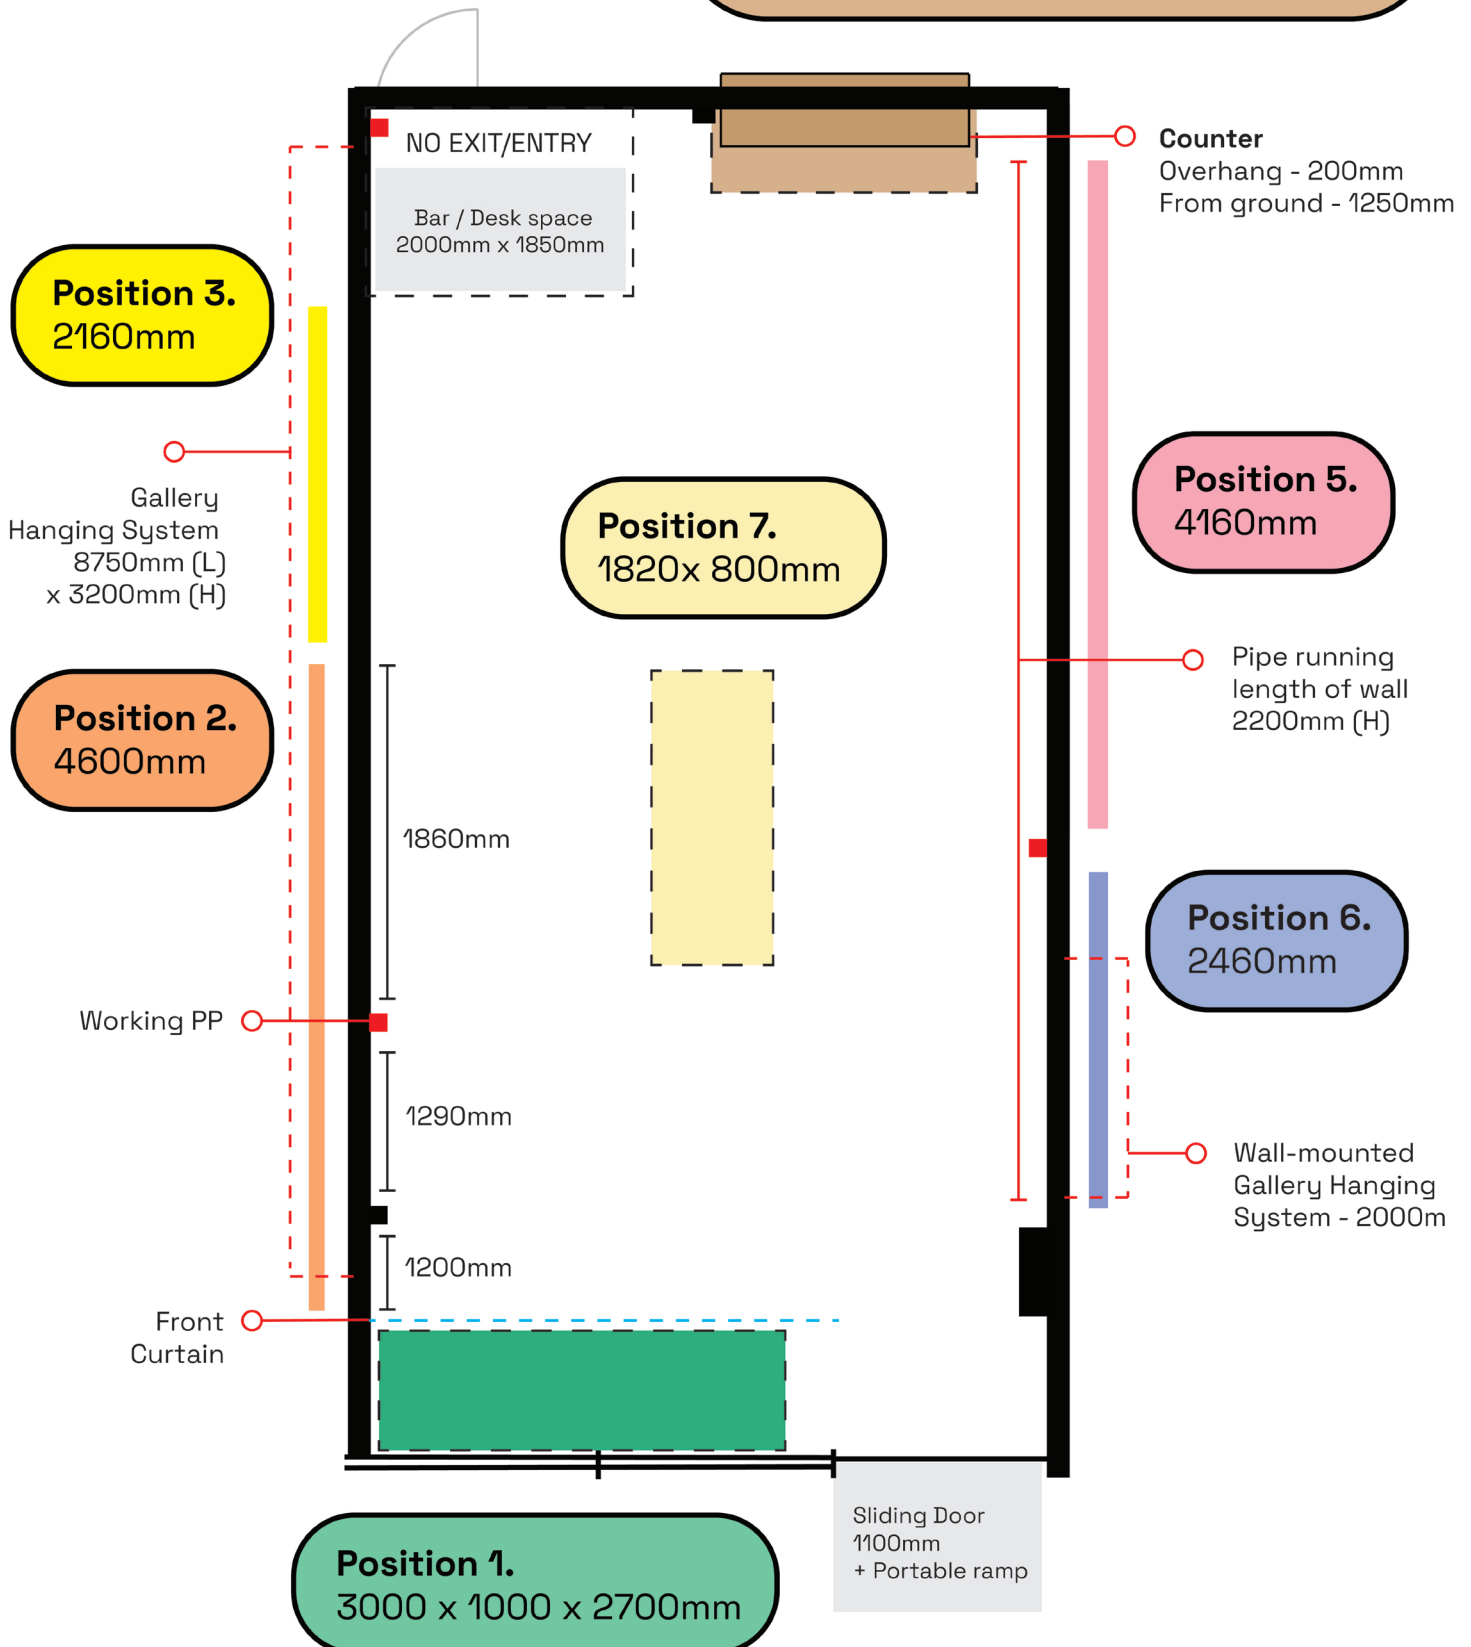 NO EXIT/ENTRY
Bar / Desk space
2000mm x 1850mm
Counter
Overhang - 200mm
From ground - 1250mm
Position 3.
2160mm
Gallery
Hanging System
8750mm (L)
x 3200mm (H)
Position 7.
1820x 800mm
Position 5.
4160mm
Pipe running
length of wall
2200mm (H)
Position 2.
4600mm
1860mm
Position 6.
2460mm
Working PP
1290mm
Wall-mounted
Gallery Hanging
System - 2000m
1200mm
Front
Curtain
Sliding Door
1100mm
+ Portable ramp
Position 1.
3000 x 1000 x 2700mm